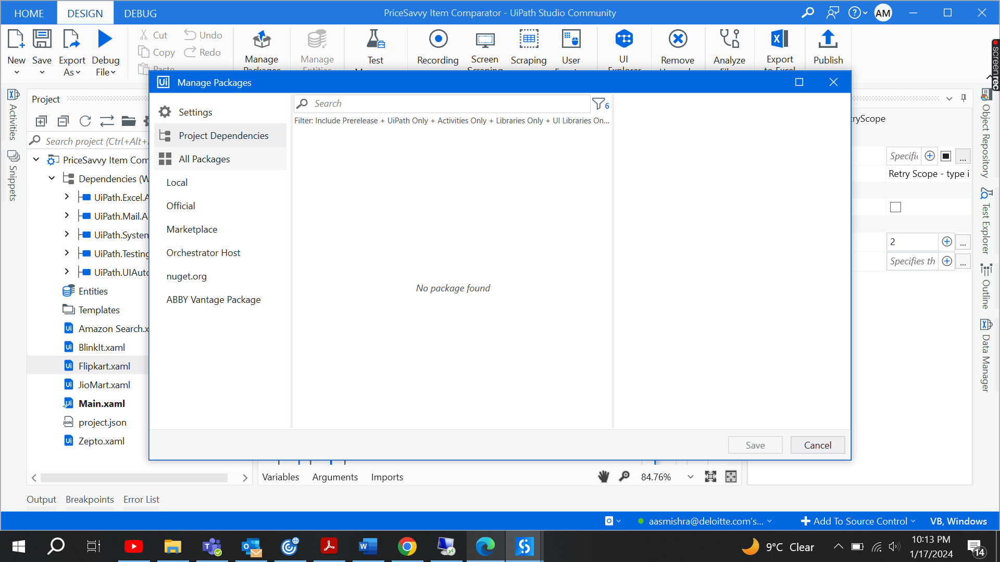 HOME
DESIGN
DEBUG
PriceSavvy Item Comparator - UiPath Studio Community
AM
New
Save
Export As
Debug File
Cut
Copy
Paste
Undo
Redo
Manage Packages
Manage Entities
Test
Recording
Screen Scraping
Scraping
User
UI Explorer
Remove
Analyze
Export to Excel
Publish
screenrec
Activities
Snippets
Project
Search project (Ctrl+Alt+
PriceSavvy Item Com
Dependencies (W
UiPath.Excel.A
UiPath.Mail.A
UiPath.System
UiPath.Testing
UiPath.UIAuto
Entities
Templates
Amazon Search.x
BlinkIt.xaml
Flipkart.xaml
JioMart.xaml
Main.xaml
JSON
project.json
Zepto.xaml
Ui
Manage Packages
Settings
Project Dependencies
All Packages
Local
Official
Marketplace
Orchestrator Host
nuget.org
ABBY Vantage Package
Search
6
Filter: Include Prerelease + UiPath Only + Activities Only + Libraries Only + UI Libraries On...
No package found
Save
Cancel
tryScope
Specifi
...
Retry Scope - type i
2
...
Specifies th
...
Object Repository
Test Explorer
Outline
Data Manager
Variables
Arguments
Imports
84.76%
Output
Breakpoints
Error List
aasmishra@deloitte.com's...
Add To Source Control
VB, Windows
9°C Clear
10:13 PM
1/17/2024
14